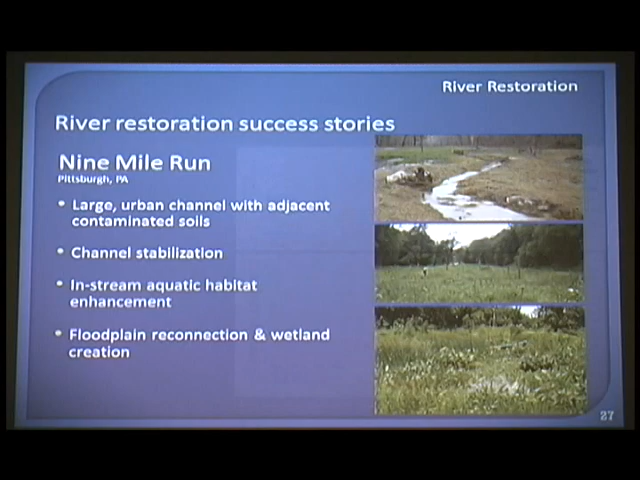 River Restoration
River restoration success stories
Nine Mile Run
Pittsburgh, PA
• Large, urban channel with adjacent
contaminated soils
• Channel stabilization
• In-stream aquatic habitat
enhancement
• Floodplain reconnection & wetland
creation
27